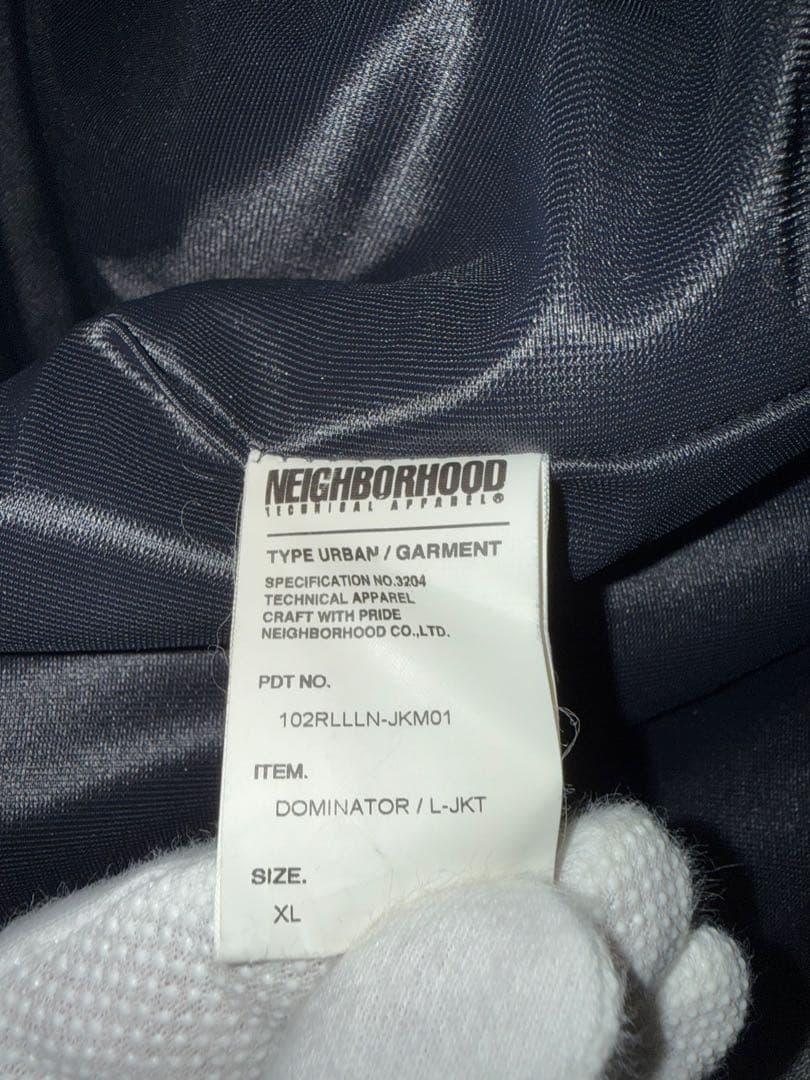 NEIGHBORHOOD
TECHNICAL APPAREL®
TYPE URBAN / GARMENT
SPECIFICATION NO.3204
TECHNICAL APPAREL
CRAFT WITH PRIDE
NEIGHBORHOOD CO.,LTD.
PDT NO.
102RLLLN-JKM01
ITEM.
DOMINATOR / L-JKT
SIZE.
XL